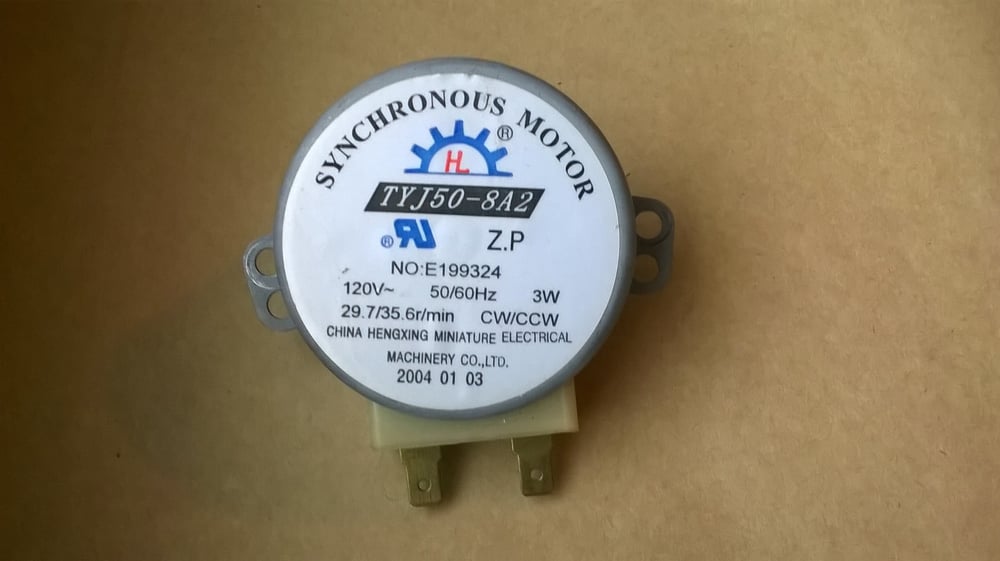 SYNCHRONOUS MOTOR
®
HL
TYJ50-8A2
® RU Z.P
NO:E199324
120V~ 50/60Hz 3W
29.7/35.6r/min CW/CCW
CHINA HENGXING MINIATURE ELECTRICAL
MACHINERY CO.,LTD.
2004 01 03